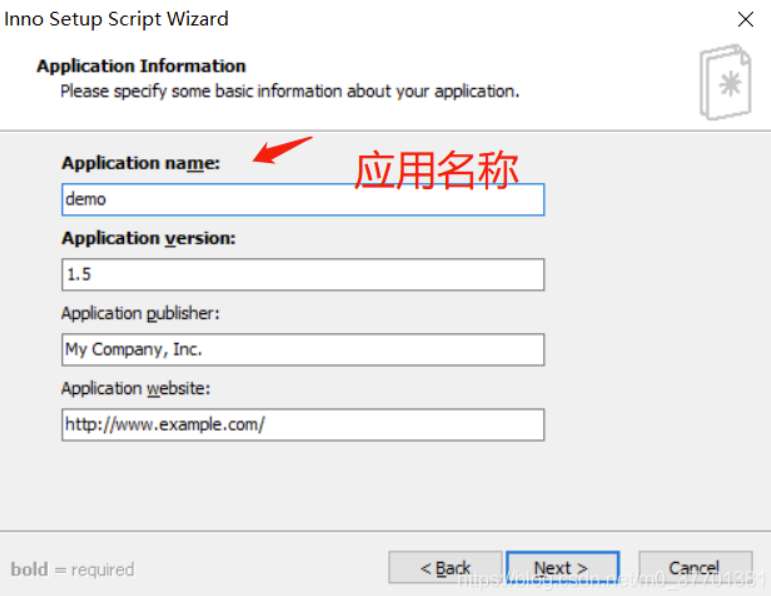 Inno Setup Script Wizard
Application Information
Please specify some basic information about your application.
Application name:
应用名称
demo
Application version:
1.5
Application publisher:
My Company, Inc.
Application website:
http://www.example.com/
bold = required
< Back
Next >
Cancel
https://blog.csdn.net/m0_37701381